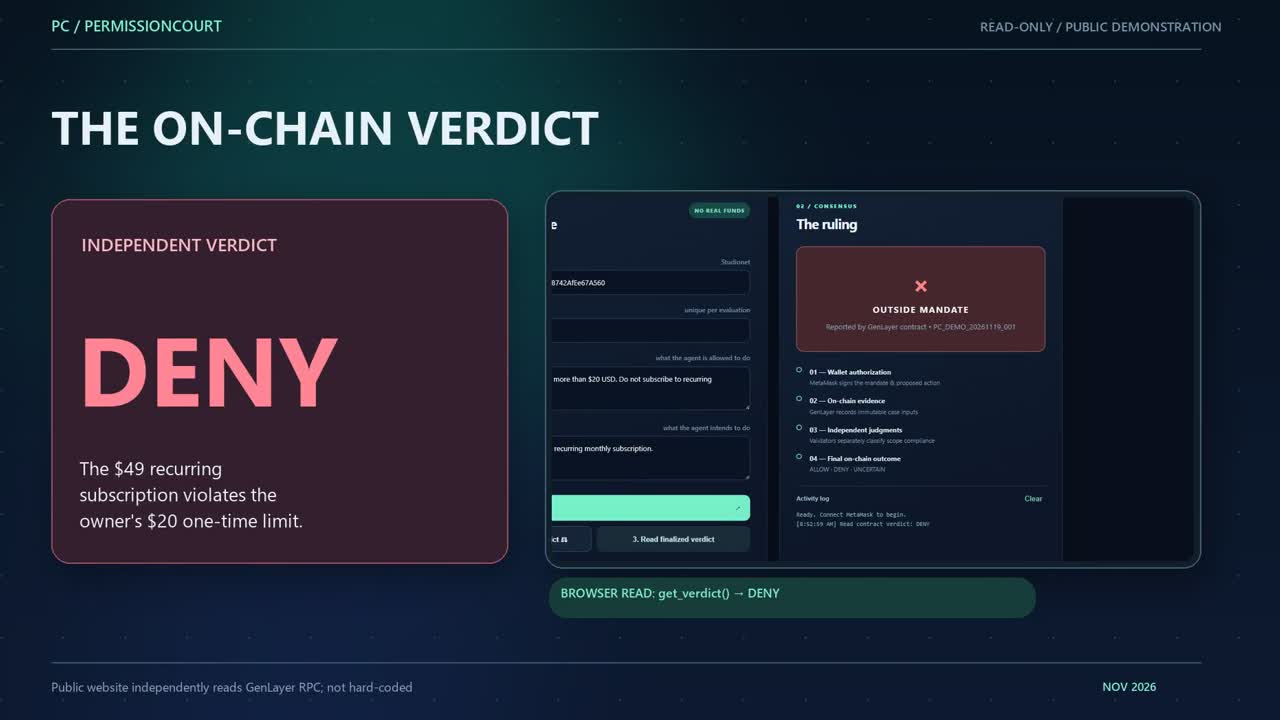 PC / PERMISSIONCOURT
READ-ONLY / PUBLIC DEMONSTRATION
THE ON-CHAIN VERDICT
INDEPENDENT VERDICT
DENY
The $49 recurring
subscription violates the
owner's $20 one-time limit.
NO REAL FUNDS
e
Studionet
8742AfEe67A560
unique per evaluation
what the agent is allowed to do
more than $20 USD. Do not subscribe to recurring
what the agent intends to do
recurring monthly subscription.
↗
ict ⚖
3. Read finalized verdict
02 / CONSENSUS
The ruling
×
OUTSIDE MANDATE
Reported by GenLayer contract • PC_DEMO_20261119_001
01 — Wallet authorization
MetaMask signs the mandate & proposed action
02 — On-chain evidence
GenLayer records immutable case inputs
03 — Independent judgments
Validators separately classify scope compliance
04 — Final on-chain outcome
ALLOW · DENY · UNCERTAIN
Activity log
Clear
Ready. Connect MetaMask to begin.
[8:52:59 AM] Read contract verdict: DENY
BROWSER READ: get_verdict() → DENY
Public website independently reads GenLayer RPC; not hard-coded
NOV 2026